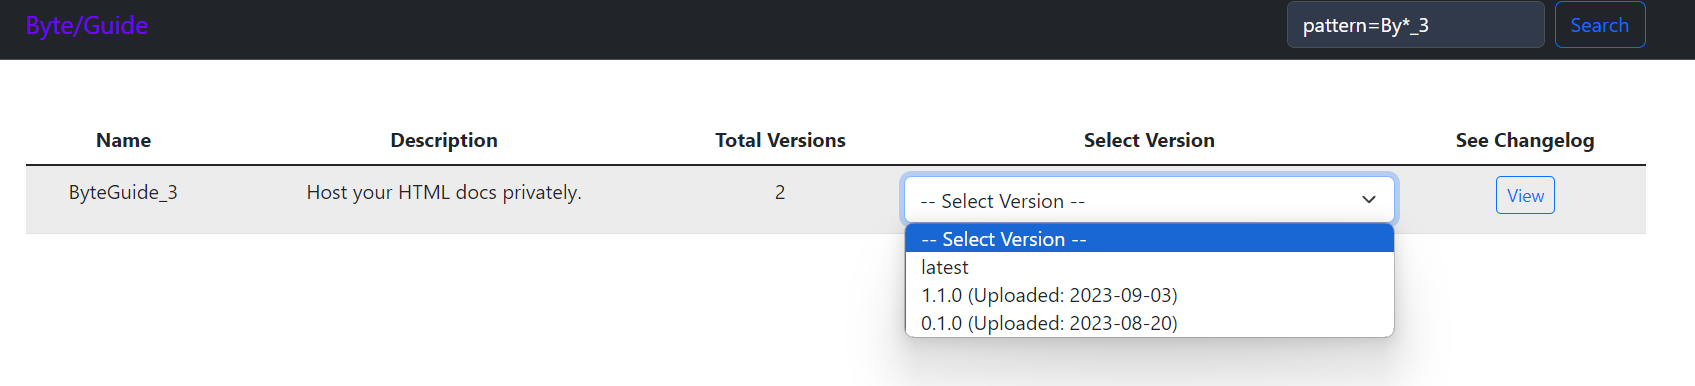 Byte/Guide pattern=By*_3 Search
Name Description Total Versions Select Version See Changelog
ByteGuide_3 Host your HTML docs privately. 2 -- Select Version -- View
-- Select Version --
latest
1.1.0 (Uploaded: 2023-09-03)
0.1.0 (Uploaded: 2023-08-20)